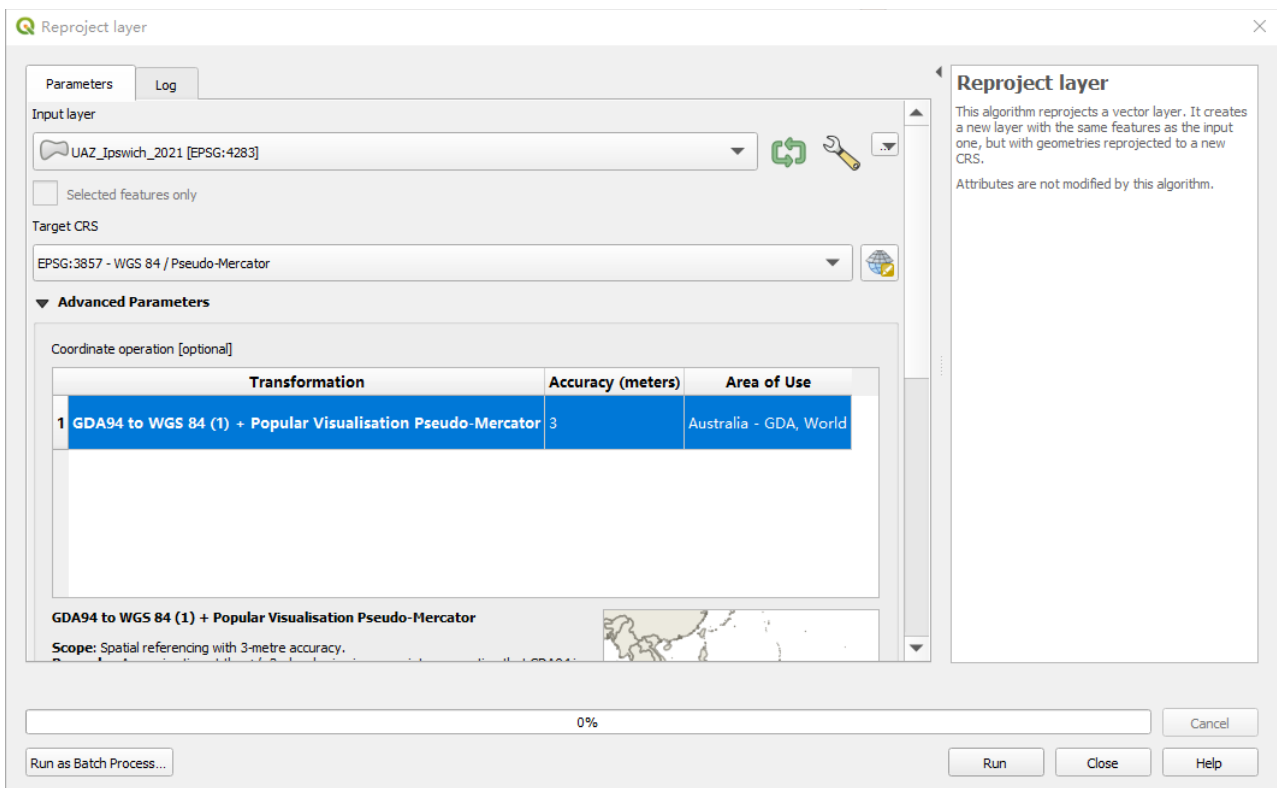 Reproject layer
Parameters
Log
Input layer
UAZ_Ipswich_2021 [EPSG:4283]
Selected features only
Target CRS
EPSG:3857 - WGS 84 / Pseudo-Mercator
Advanced Parameters
Coordinate operation [optional]
Transformation Accuracy (meters) Area of Use
1 GDA94 to WGS 84 (1) + Popular Visualisation Pseudo-Mercator 3 Australia - GDA, World
GDA94 to WGS 84 (1) + Popular Visualisation Pseudo-Mercator
Scope: Spatial referencing with 3-metre accuracy.
Reproject layer
This algorithm reprojects a vector layer. It creates
a new layer with the same features as the input
one, but with geometries reprojected to a new
CRS.
Attributes are not modified by this algorithm.
0%
Cancel
Run as Batch Process...
Run
Close
Help